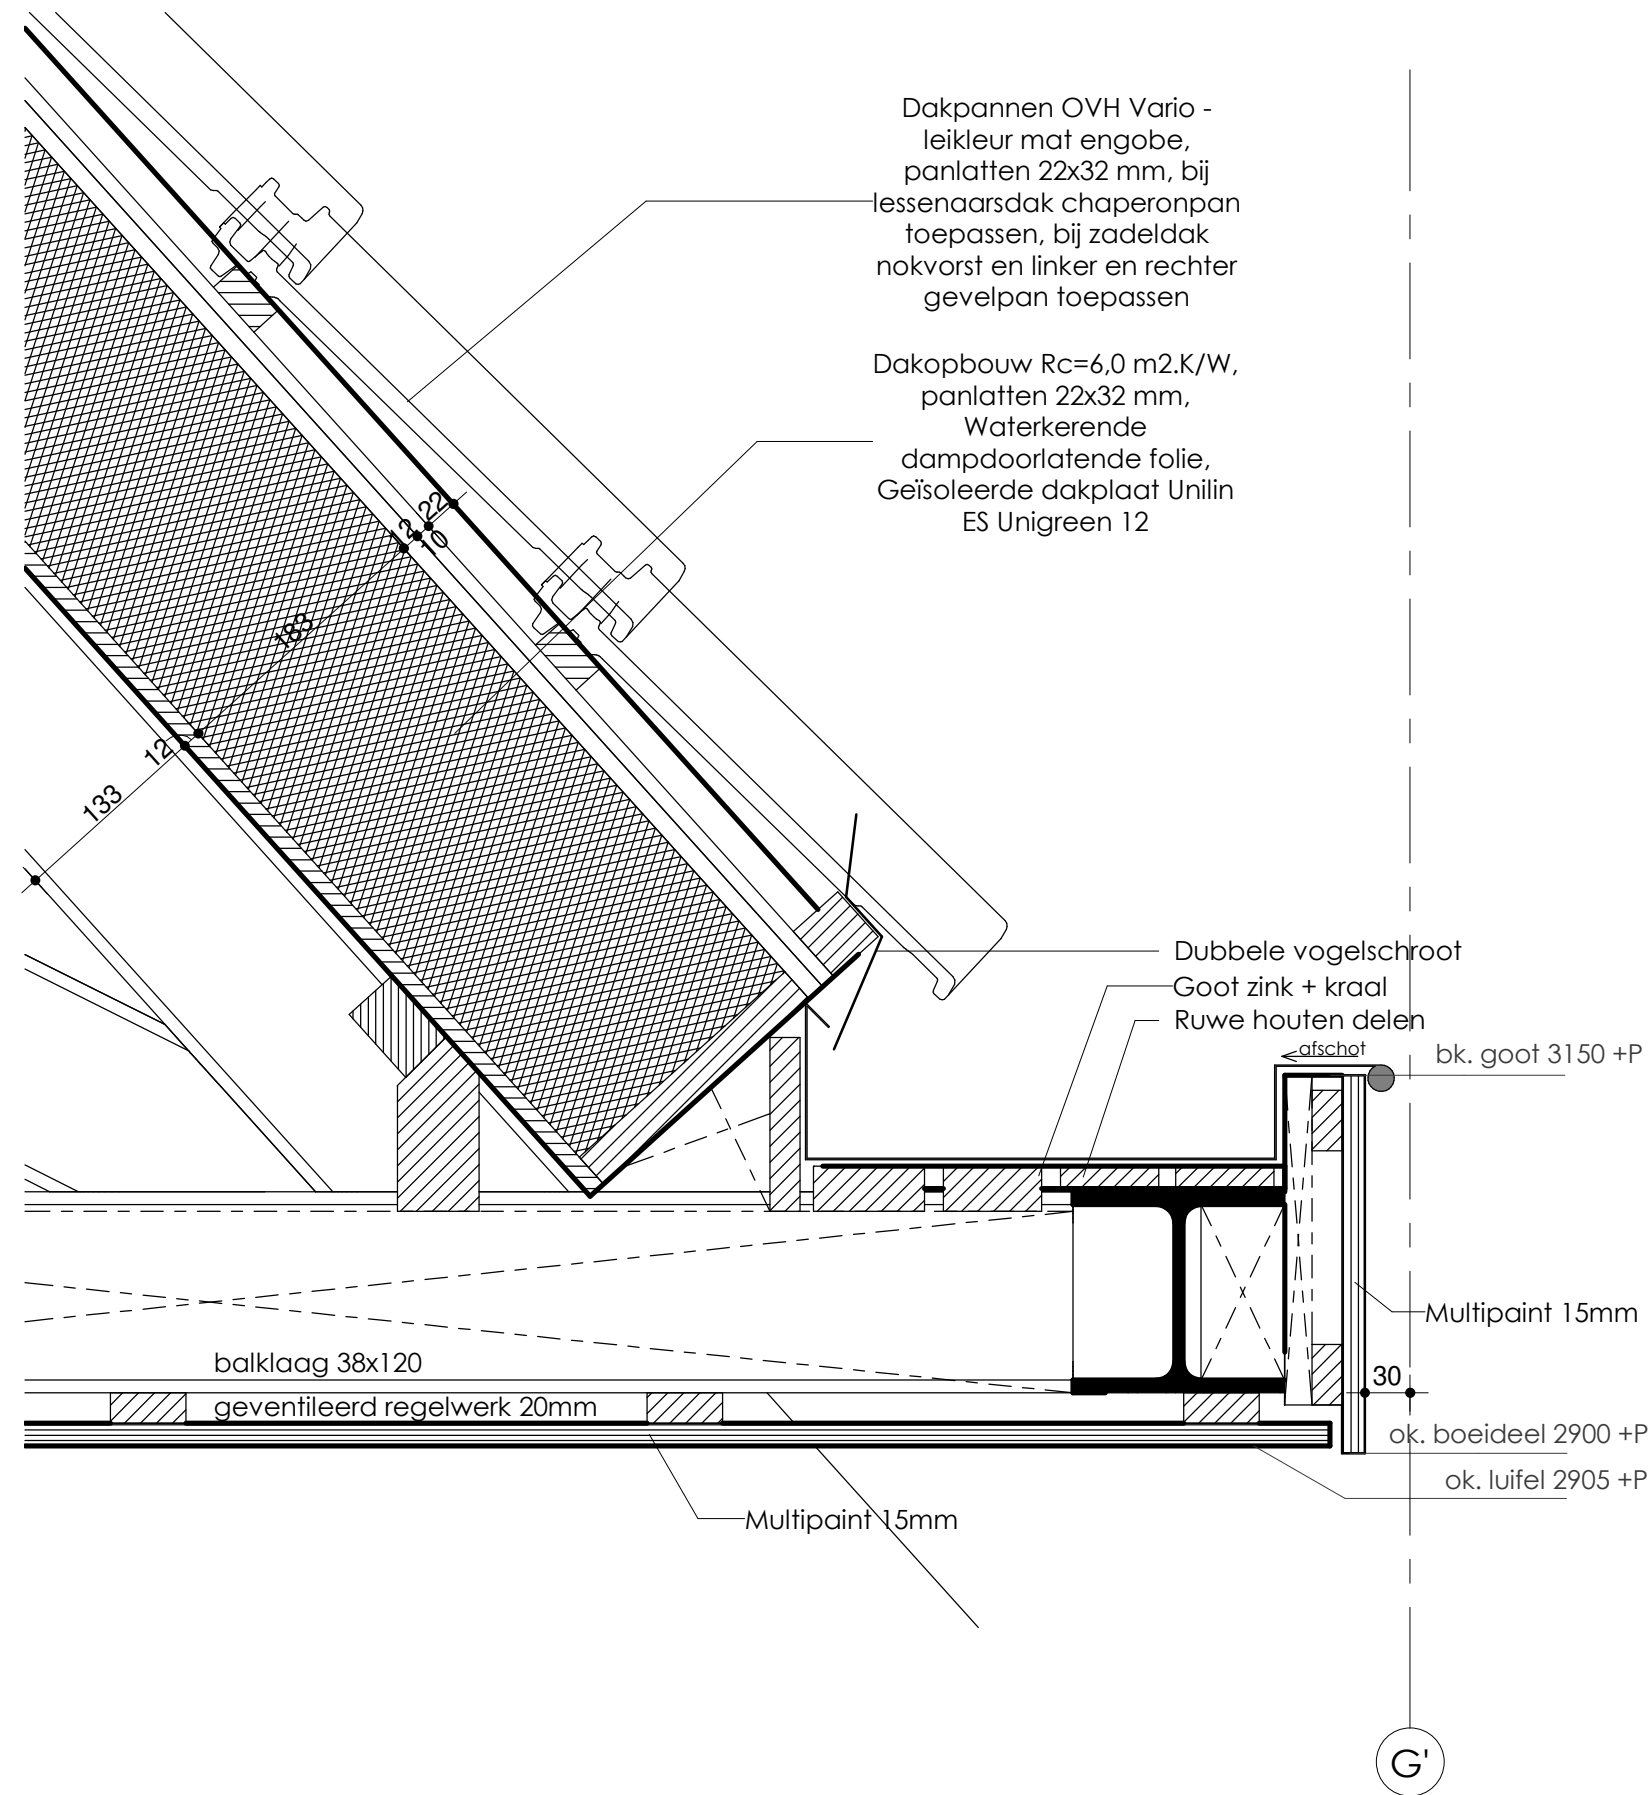 Dakpannen OVH Vario -
leikleur mat engobe,
panlatten 22x32 mm, bij
lessenaarsdak chaperonpan
toepassen, bij zadeldak
nokvorst en linker en rechter
gevelpan toepassen
Dakopbouw Rc=6,0 m2.K/W,
panlatten 22x32 mm,
Waterkerende
dampdoorlatende folie,
Geïsoleerde dakplaat Unilin
ES Unigreen 12
22
12
10
183
12
133
Dubbele vogelschroot
Goot zink + kraal
Ruwe houten delen
afschot
bk. goot 3150 +P
Multipaint 15mm
balklaag 38x120
30
geventileerd regelwerk 20mm
ok. boeideel 2900 +P
ok. luifel 2905 +P
Multipaint 15mm
G'